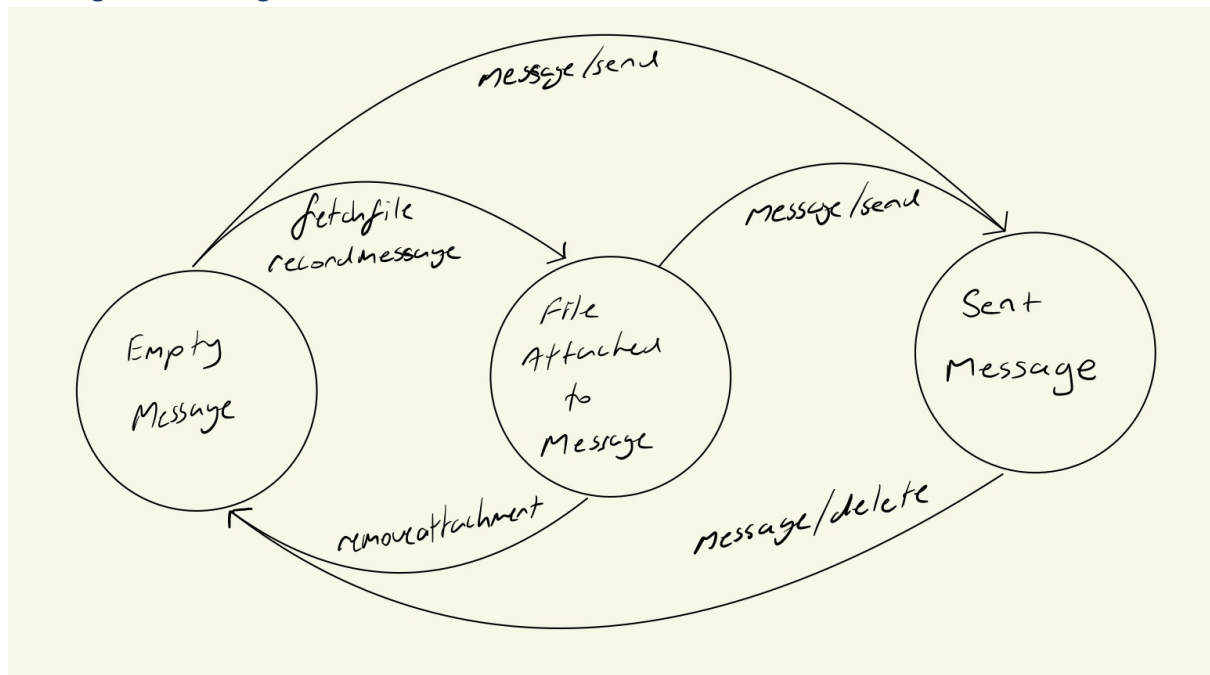 message/send
fetchfile
recordmessage
message/send
Empty
Message
File
Attached
to
Message
Sent
Message
removeattachment
message/delete